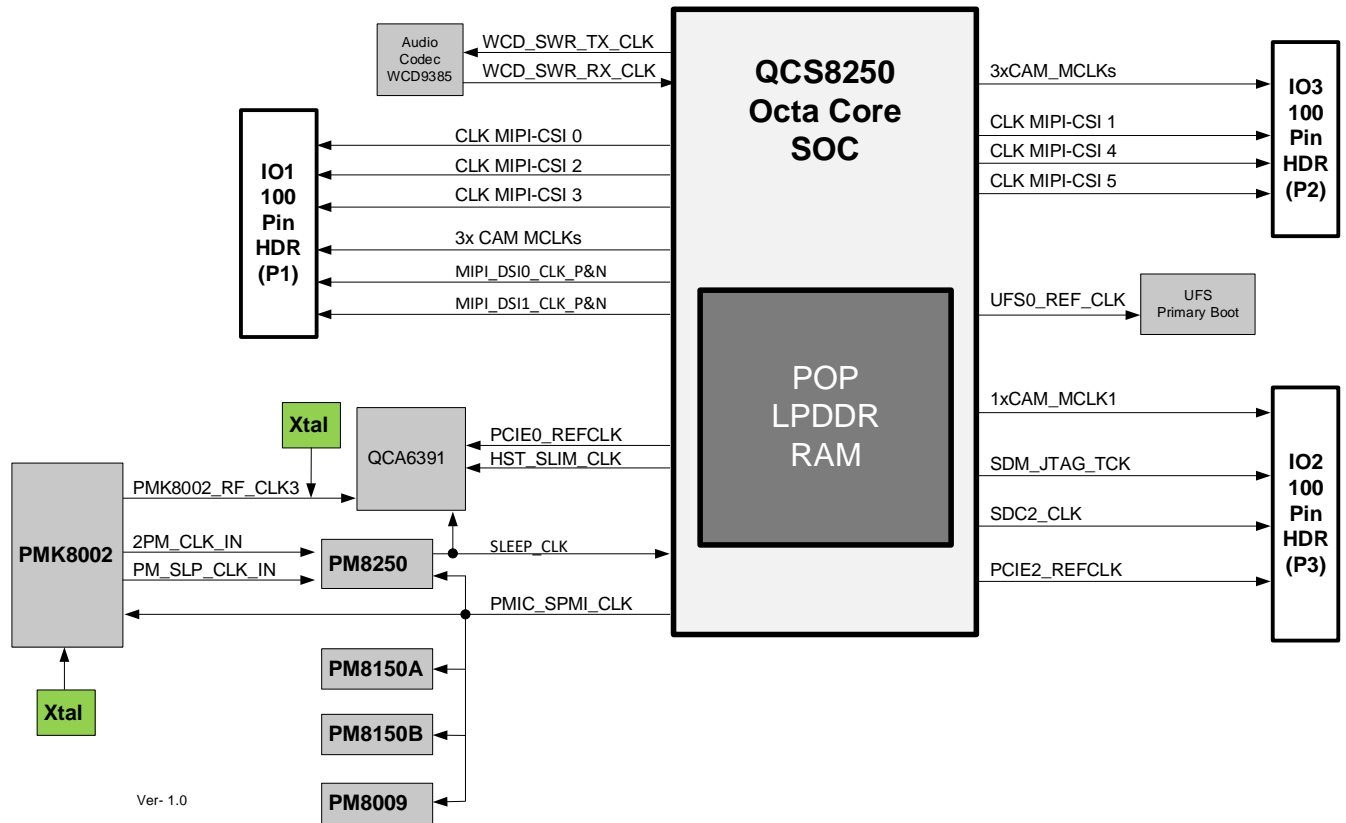 Audio
Codec
WCD9385
WCD_SWR_TX_CLK
WCD_SWR_RX_CLK
QCS8250
Octa Core
SOC
3xCAM_MCLKs
CLK MIPI-CSI 1
CLK MIPI-CSI 4
CLK MIPI-CSI 5
IO3
100
Pin
HDR
(P2)
IO1
100
Pin
HDR
(P1)
CLK MIPI-CSI 0
CLK MIPI-CSI 2
CLK MIPI-CSI 3
3x CAM MCLKs
MIPI_DSI0_CLK_P&N
MIPI_DSI1_CLK_P&N
UFS0_REF_CLK
UFS
Primary Boot
POP
LPDDR
RAM
1xCAM_MCLK1
SDM_JTAG_TCK
SDC2_CLK
PCIE2_REFCLK
IO2
100
Pin
HDR
(P3)
Xtal
QCA6391
PCIE0_REFCLK
HST_SLIM_CLK
PMK8002
PMK8002_RF_CLK3
2PM_CLK_IN
PM_SLP_CLK_IN
PM8250
SLEEP_CLK
PMIC_SPMI_CLK
PM8150A
Xtal
PM8150B
PM8009
Ver- 1.0